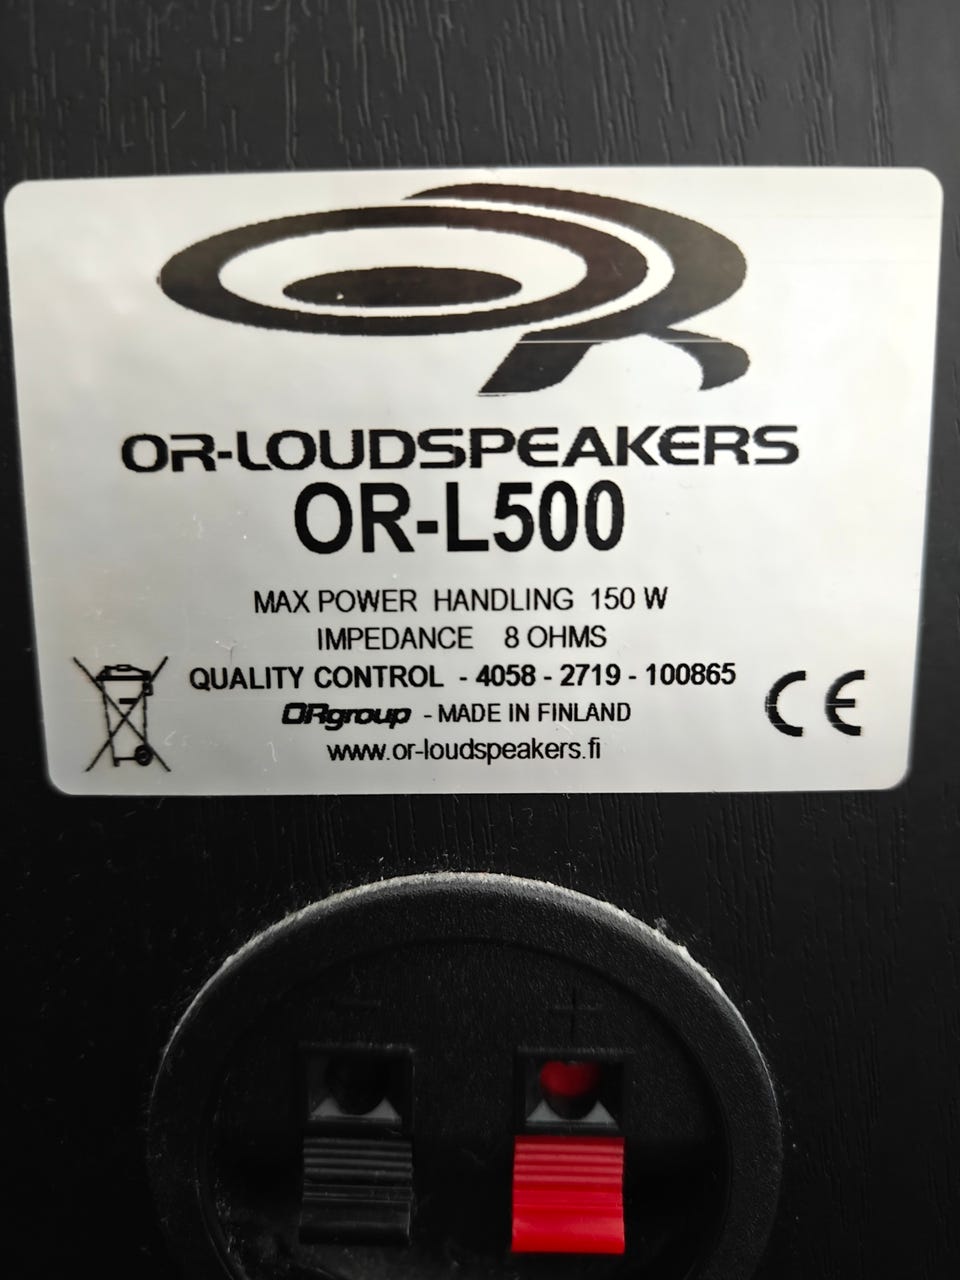 OR
OR-LOUDSPEAKERS
OR-L500
MAX POWER HANDLING 150 W
IMPEDANCE 8 OHMS
QUALITY CONTROL - 4058 - 2719 - 100865
ORgroup - MADE IN FINLAND
www.or-loudspeakers.fi
CE
- +